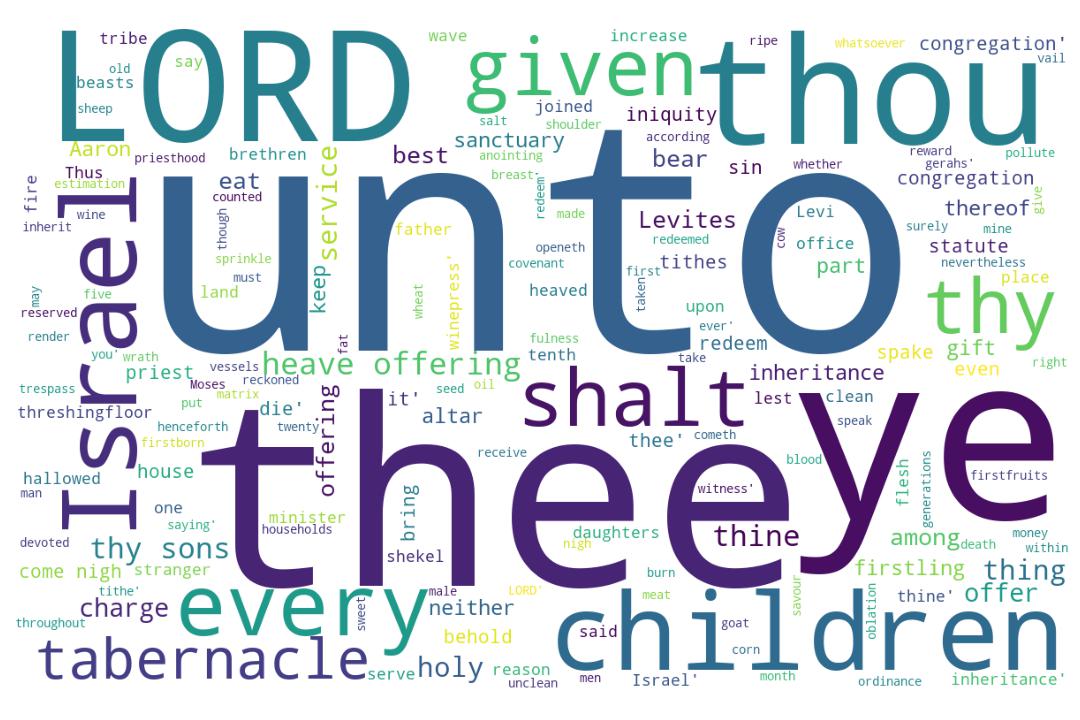 tribe
wave
increase
ripe
whatsoever
congregation'
LORD
given
thou
vail
old
say
beasts
sheep
joined
iniquity
salt
shoulder
according
sanctuary
Aaron
priesthood
brethren
best
anointing
bear
sin
whether
reward
gerahs'
pollute
Thus
estimation
fire
eat
counted
service
breast
redeem
unto
congregation
wine
inherit
Israel
though
father
made
Levites
Levi
thereof
give
surely
mine
redeemed
cow
office
statute
sprinkle
must
openeth
covenant
first
tithes
part
nevertheless
place
land
keep
winepress'
wheat
heaved
taken
upon
thy
may
five
reserved
render
ever'
redeem
fulness
fat
tenth
take
spake
gift
even
right
you'
wrath
priest
vessels
reckoned
heave offering
shalt
inheritance
trespass
Moses
matrix
seed
oil
put
threshingfloor
die'
it'
altar
lest
clean
ye
henceforth
twenty
thee'
cometh
speak
firstborn
offering
thee
receive
blood
hallowed
house
man
flesh
generations
firstfruits
witness'
one
bring
saying'
minister
households
daughters
thine
among
death
money
within
devoted
thy sons
nigh
shekel
come nigh
stranger
burn
firstling
thing
tithe'
male
LORD'
meat
savour
thine'
offer
charge
every
sweet
neither
children
oblation
throughout
said
goat
behold
corn
tabernacle
serve
holy
reason
unclean
men
Israel'
month
ordinance
inheritance'